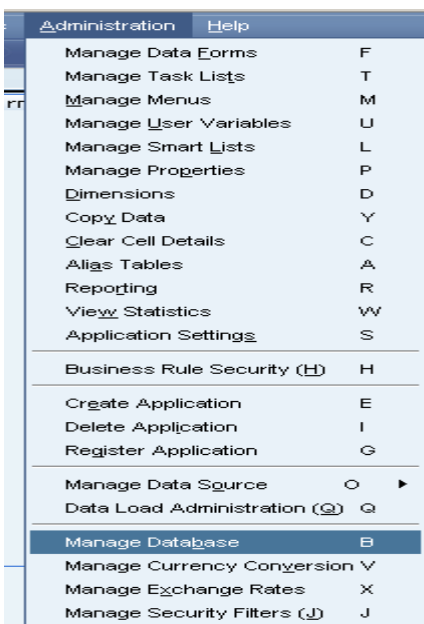 Administration Help
Manage Data Forms F
Manage Task Lists T
Manage Menus M
Manage User Variables U
Manage Smart Lists L
Manage Properties P
Dimensions D
Copy Data Y
Clear Cell Details C
Alias Tables A
Reporting R
View Statistics W
Application Settings S
Business Rule Security (H) H
Create Application E
Delete Application I
Register Application G
Manage Data Source O
Data Load Administration (Q) Q
Manage Database B
Manage Currency Conversion V
Manage Exchange Rates X
Manage Security Filters (J) J